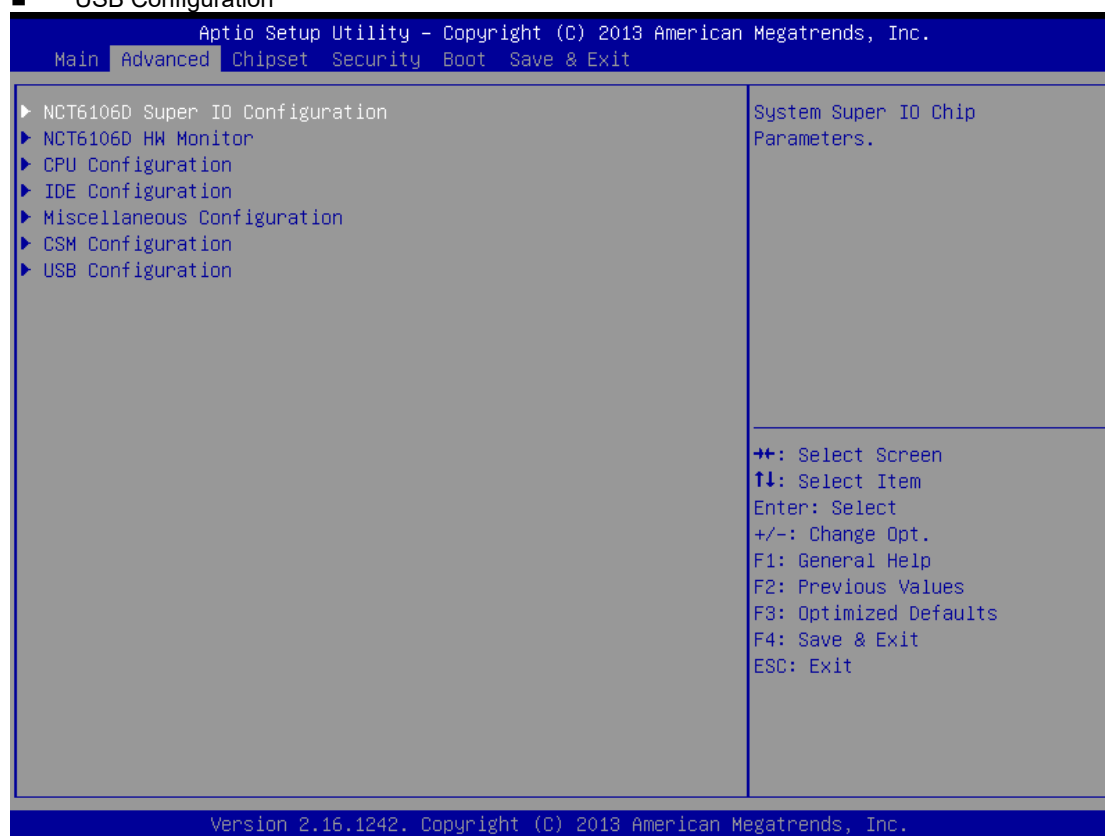 ■ USB Configuration
Aptio Setup Utility – Copyright (C) 2013 American Megatrends, Inc.
Main Advanced Chipset Security Boot Save & Exit
▶ NCT6106D Super IO Configuration
▶ NCT6106D HW Monitor
▶ CPU Configuration
▶ IDE Configuration
▶ Miscellaneous Configuration
▶ CSM Configuration
▶ USB Configuration
System Super IO Chip
Parameters.
→←: Select Screen
↑↓: Select Item
Enter: Select
+/-: Change Opt.
F1: General Help
F2: Previous Values
F3: Optimized Defaults
F4: Save & Exit
ESC: Exit
Version 2.16.1242. Copyright (C) 2013 American Megatrends, Inc.